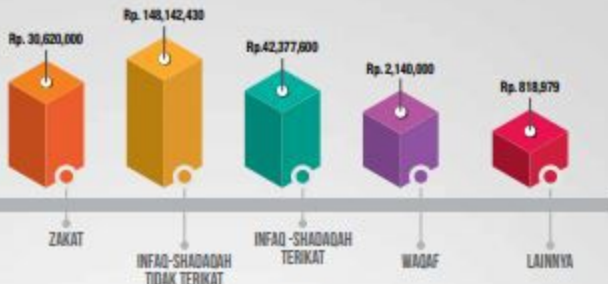 Rp. 30,620,000
Rp. 148,142,430
Rp.42,377,600
Rp. 2,140,000
Rp. 818,979
ZAKAT
INFAQ-SHADAQAH
TIDAK TERIKAT
INFAQ -SHADAQAH
TERIKAT
WAQAF
LAINNYA